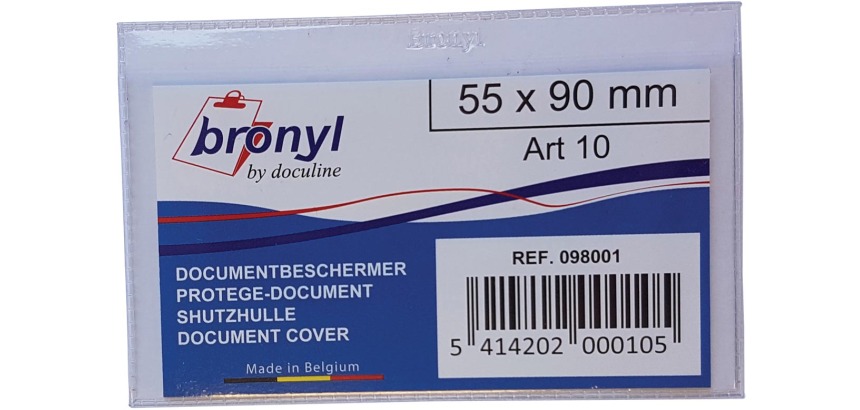 Bronyl
bronyl
by doculine
55 x 90 mm
Art 10
DOCUMENTBESCHERMER
PROTEGE-DOCUMENT
SHUTZHULLE
DOCUMENT COVER
Made in Belgium
REF. 098001
5 414202 000105